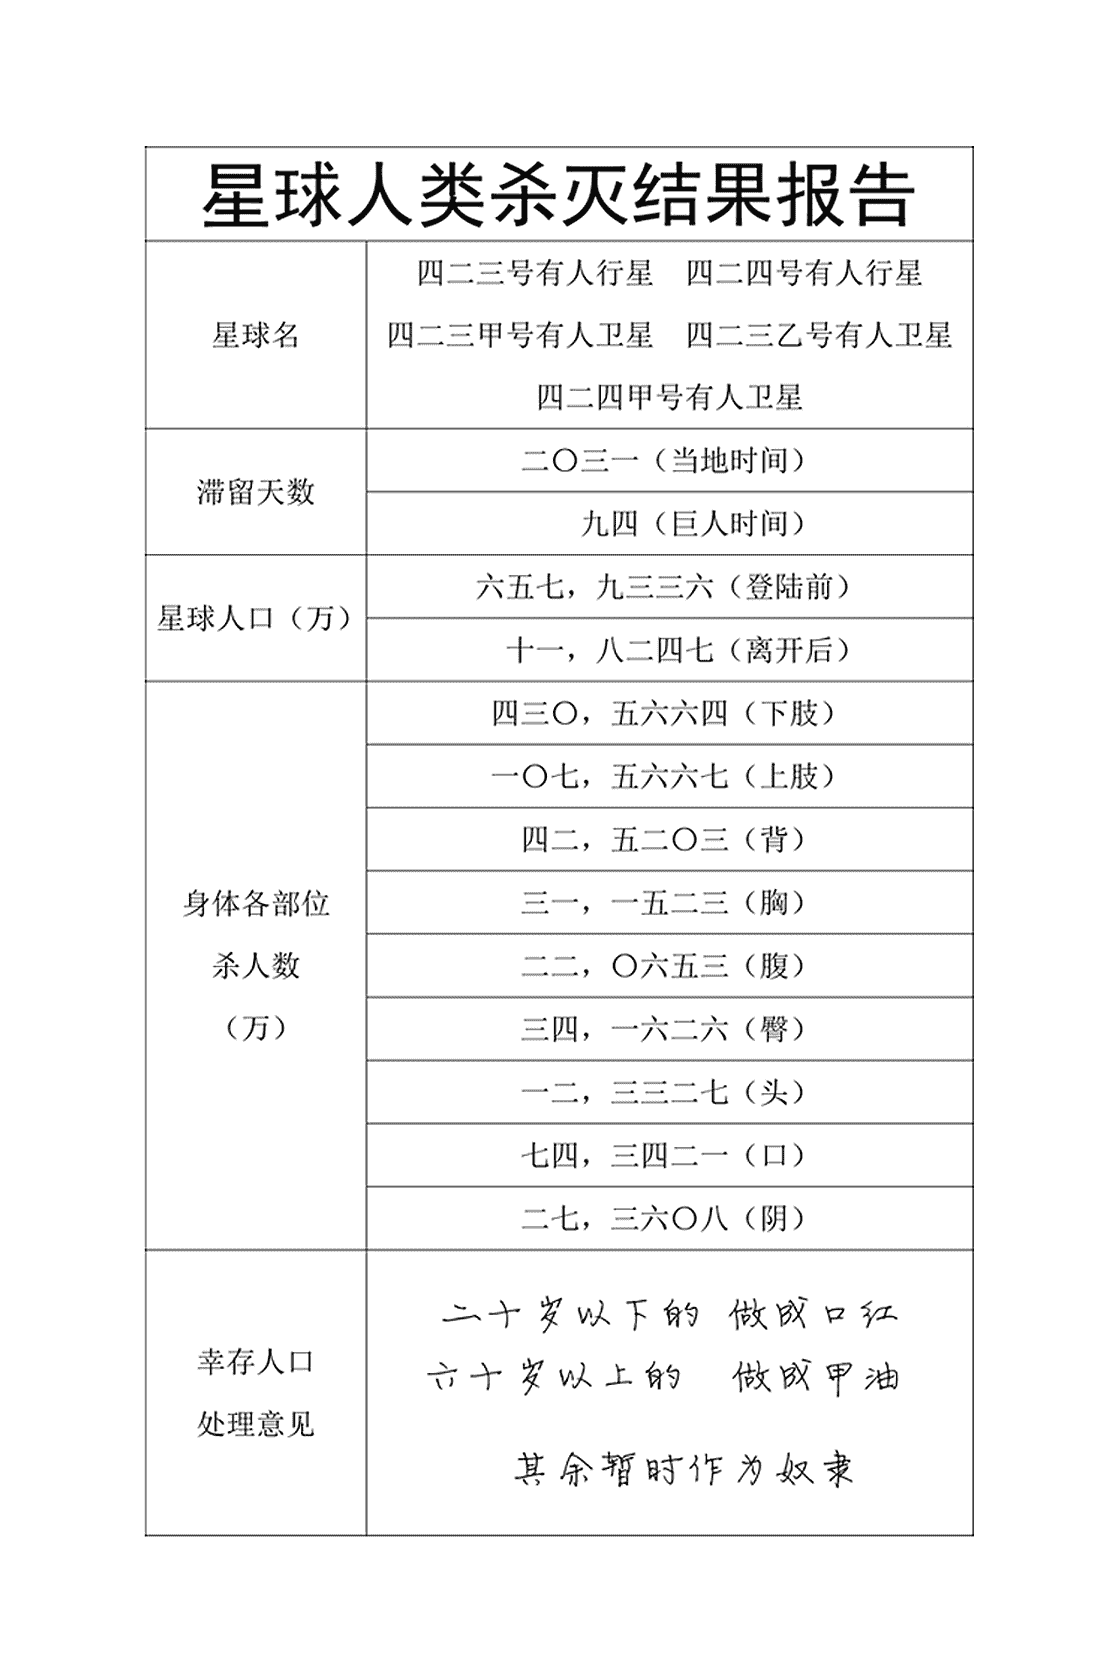 星球人类杀灭结果报告
星球名
四二三号有人行星　四二四号有人行星
四二三甲号有人卫星　四二三乙号有人卫星
四二四甲号有人卫星
滞留天数
二〇三一（当地时间）
九四（巨人时间）
星球人口（万）
六五七，九三三六（登陆前）
十一，八二四七（离开后）
身体各部位
杀人数
（万）
四三〇，五六六四（下肢）
一〇七，五六六七（上肢）
四二，五二〇三（背）
三一，一五二三（胸）
二二，〇六五三（腹）
三四，一六二六（臀）
一二，三三二七（头）
七四，三四二一（口）
二七，三六〇八（阴）
幸存人口
处理意见
二十岁以下的 做成口红
六十岁以上的 做成甲油
其余暂时作为奴隶